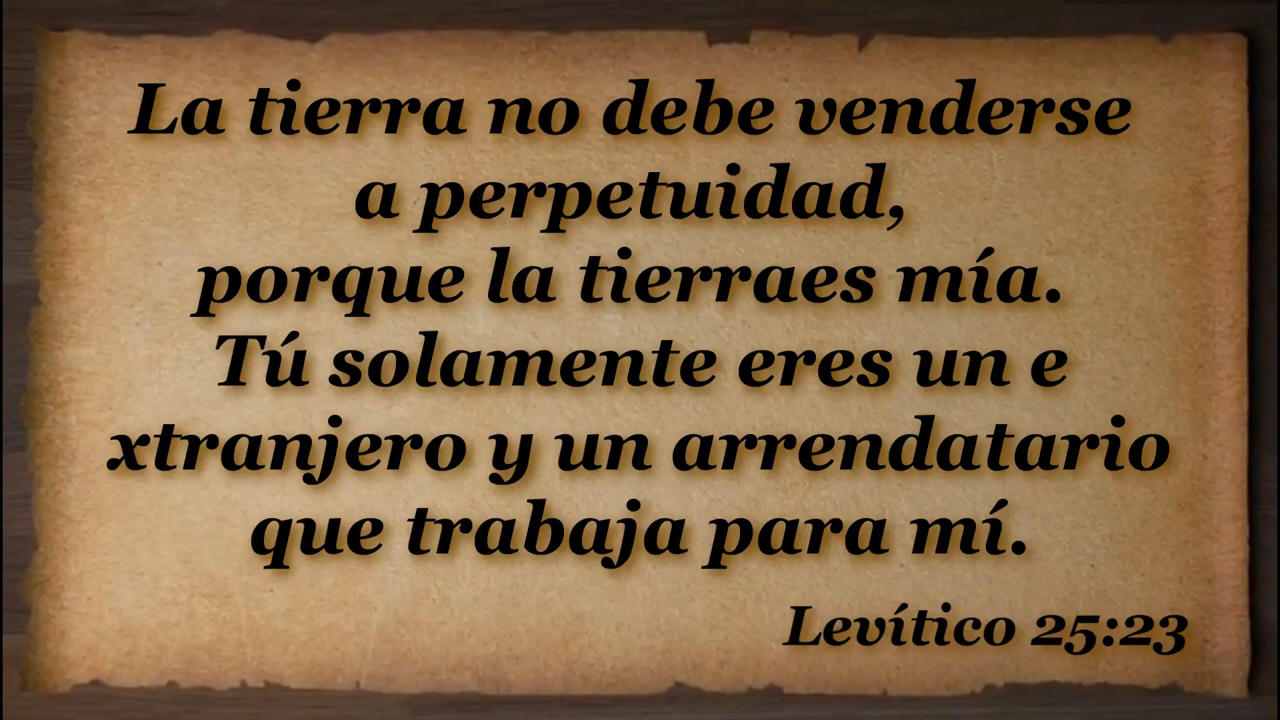 La tierra no debe venderse
a perpetuidad,
porque la tierraes mía.
Tú solamente eres un e
xtranjero y un arrendatario
que trabaja para mí.
Levítico 25:23